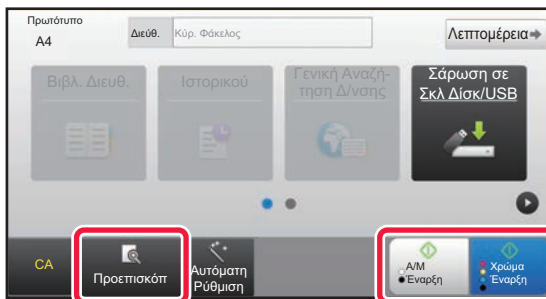 Πρωτότυπο
A4
Διεύθ.
Κύρ. Φάκελος
Λεπτομέρεια
Βιβλ. Διευθ.
Ιστορικού
Γενική Αναζή-
τηση Δ/νσης
Σάρωση σε
Σκλ Δίσκ/USB
CA
Προεπισκόπ
Αυτόματη
Ρύθμιση
Α/Μ
Έναρξη
Χρώμα
Έναρξη